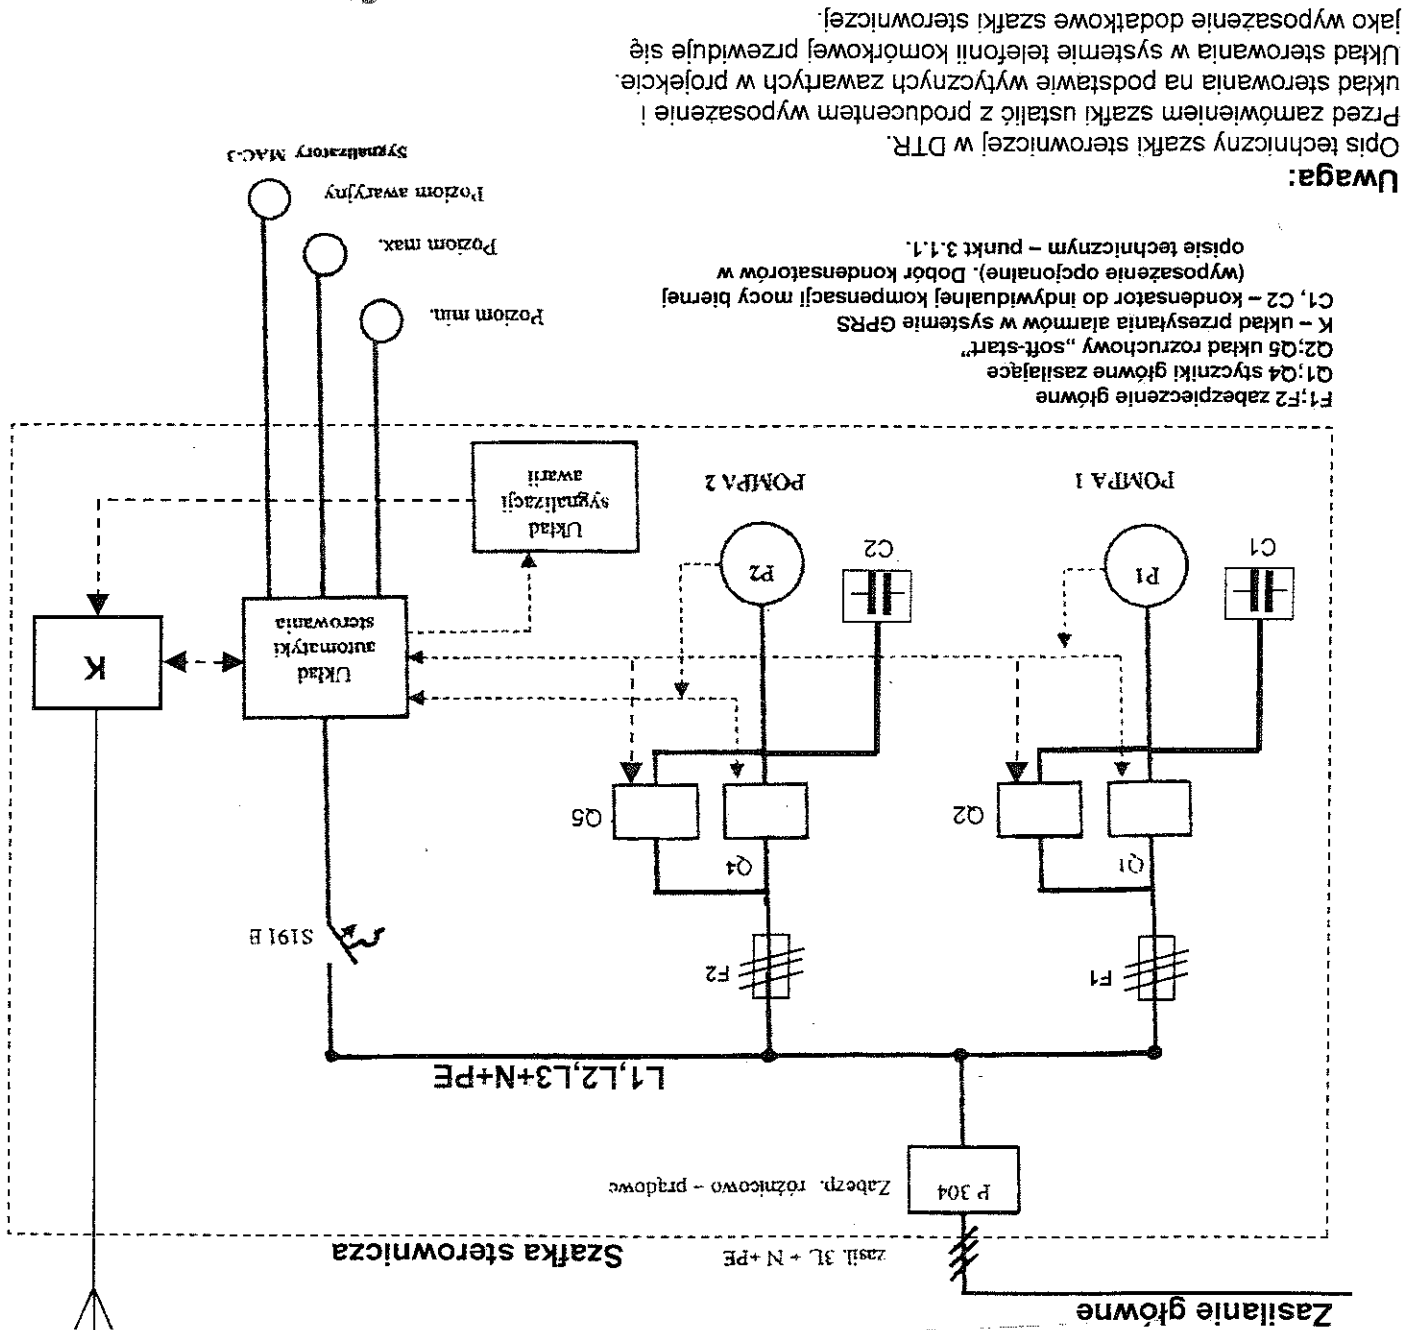 Zasilanie główne
zasil. 3L + N +PE
Szafka sterownicza
P 304
Zabezp. różnicowo – prądowe
L1,L2,L3+N+PE
F1
F2
S191 B
Q1
Q2
Q4
Q5
C1
P1
C2
P2
Układ
automatyki
sterowania
K
Układ
sygnalizacji
awarii
POMPA 1
POMPA 2
F1;F2 zabezpieczenie główne
Q1;Q4 styczniki główne zasilające
Q2;Q5 układ rozruchowy „soft-start”
K – układ przesyłania alarmów w systemie GPRS
C1, C2 – kondensator do indywidualnej kompensacji mocy biernej
(wyposażenie opcjonalne). Dobór kondensatorów w
opisie technicznym – punkt 3.1.1.
Poziom min.
Poziom max.
Poziom awaryjny
Sygnalizatory MAC-3
Uwaga:
Opis techniczny szafki sterowniczej w DTR.
Przed zamówieniem szafki ustalić z producentem wyposażenie i
układ sterowania na podstawie wytycznych zawartych w projekcie.
Układ sterowania w systemie telefonii komórkowej przewiduje się
jako wyposażenie dodatkowe szafki sterowniczej.